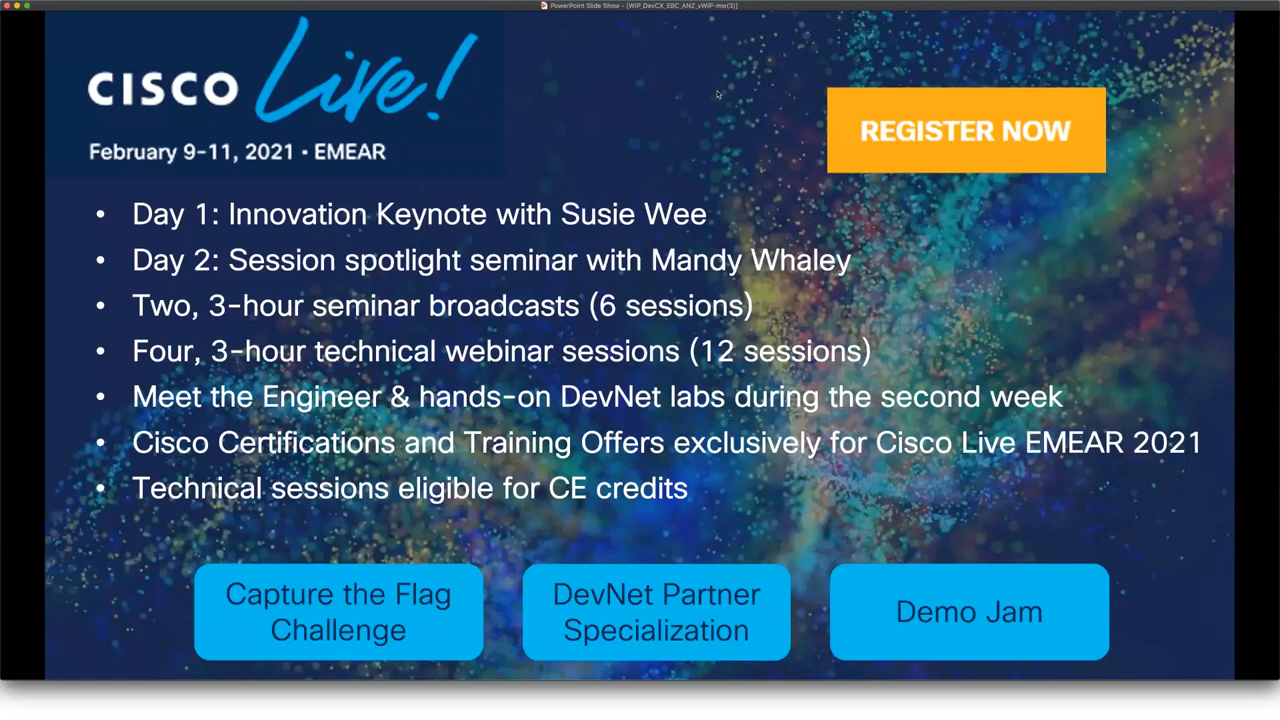 PowerPoint Slide Show - [WIP_DevCX_EBC_ANZ_vWIP-mw(3)]
CISCO Live!
February 9-11, 2021 · EMEAR
REGISTER NOW
• Day 1: Innovation Keynote with Susie Wee
• Day 2: Session spotlight seminar with Mandy Whaley
• Two, 3-hour seminar broadcasts (6 sessions)
• Four, 3-hour technical webinar sessions (12 sessions)
• Meet the Engineer & hands-on DevNet labs during the second week
• Cisco Certifications and Training Offers exclusively for Cisco Live EMEAR 2021
• Technical sessions eligible for CE credits
Capture the Flag
Challenge
DevNet Partner
Specialization
Demo Jam